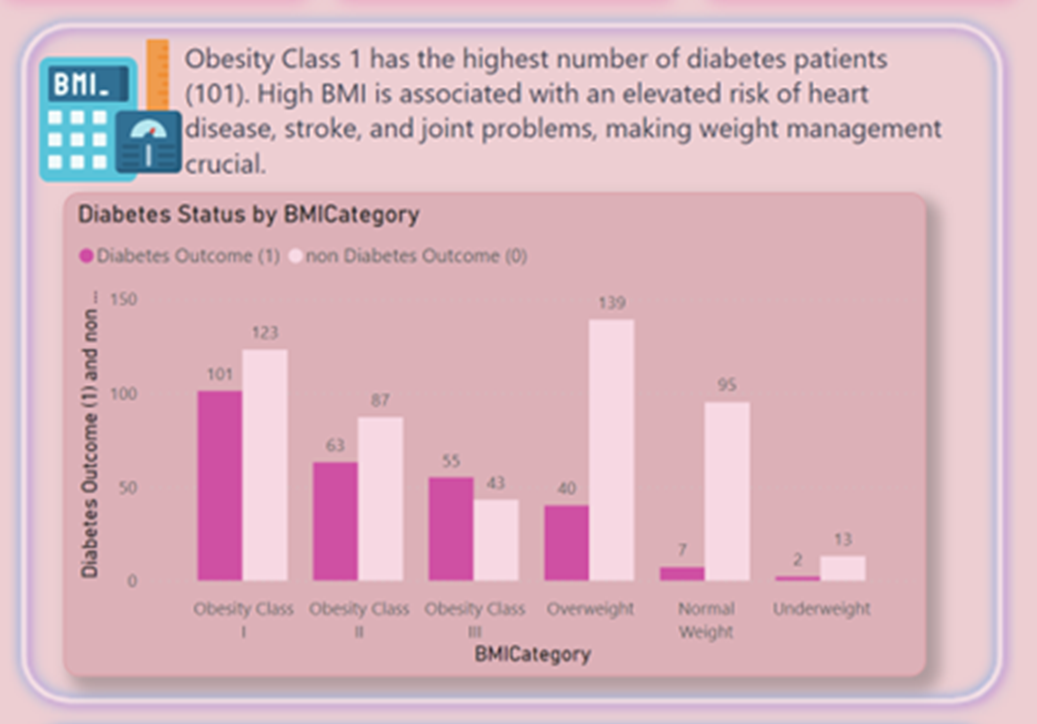 BMI_
Obesity Class 1 has the highest number of diabetes patients
(101). High BMI is associated with an elevated risk of heart
disease, stroke, and joint problems, making weight management
crucial.
Diabetes Status by BMICategory
Diabetes Outcome (1) non Diabetes Outcome (0)
Diabetes Outcome (1) and non ...
150
100
50
0
101
123
63
87
55
43
40
139
7
95
2
13
Obesity Class I
Obesity Class II
Obesity Class III
Overweight
Normal Weight
Underweight
BMICategory